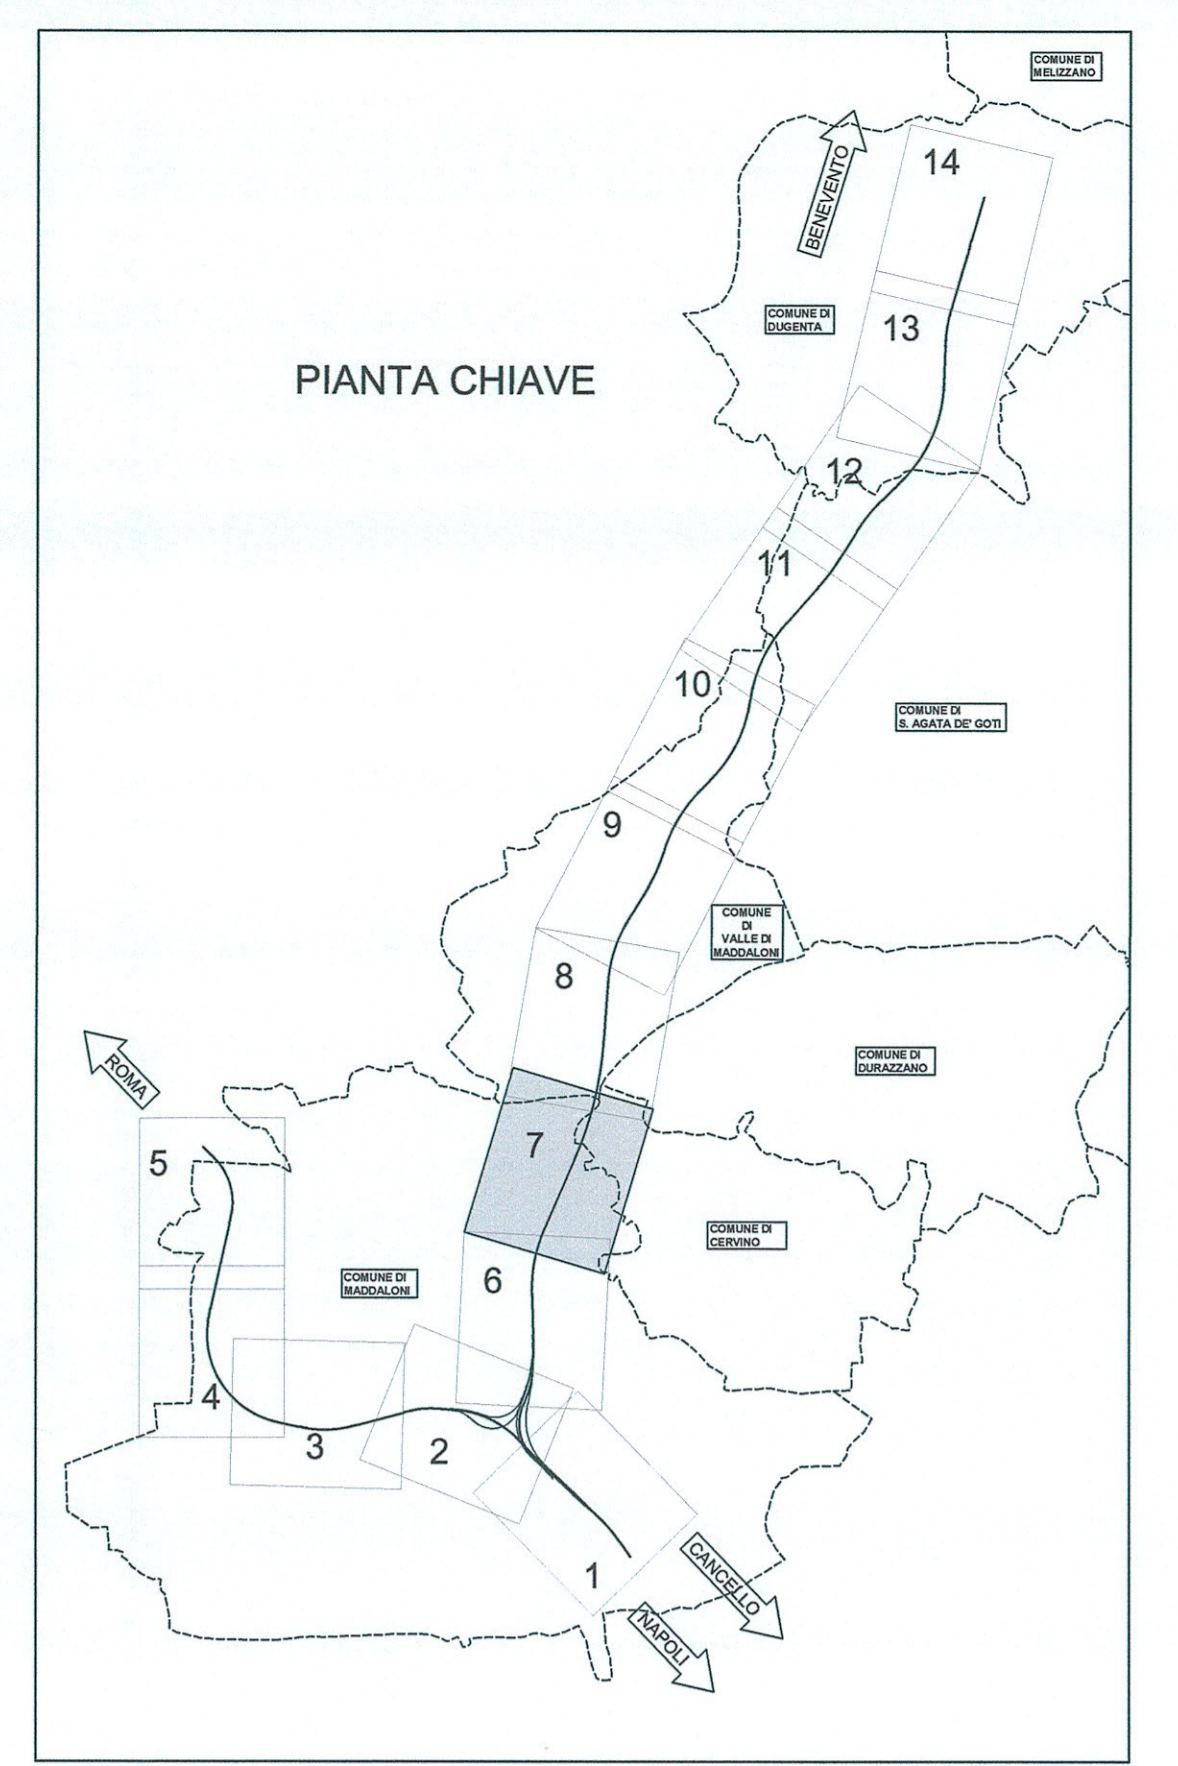 COMUNE DI
MELIZZANO
14
BENEVENTO
COMUNE DI
DUGENTA
13
PIANTA CHIAVE
12
11
10
COMUNE DI
S. AGATA DE' GOTI
9
COMUNE
DI
VALLE DI
MADDALONI
8
ROMA
COMUNE DI
DURAZZANO
7
5
COMUNE DI
CERVINO
6
COMUNE DI
MADDALONI
4
3
2
1
CANCELLO
NAPOLI